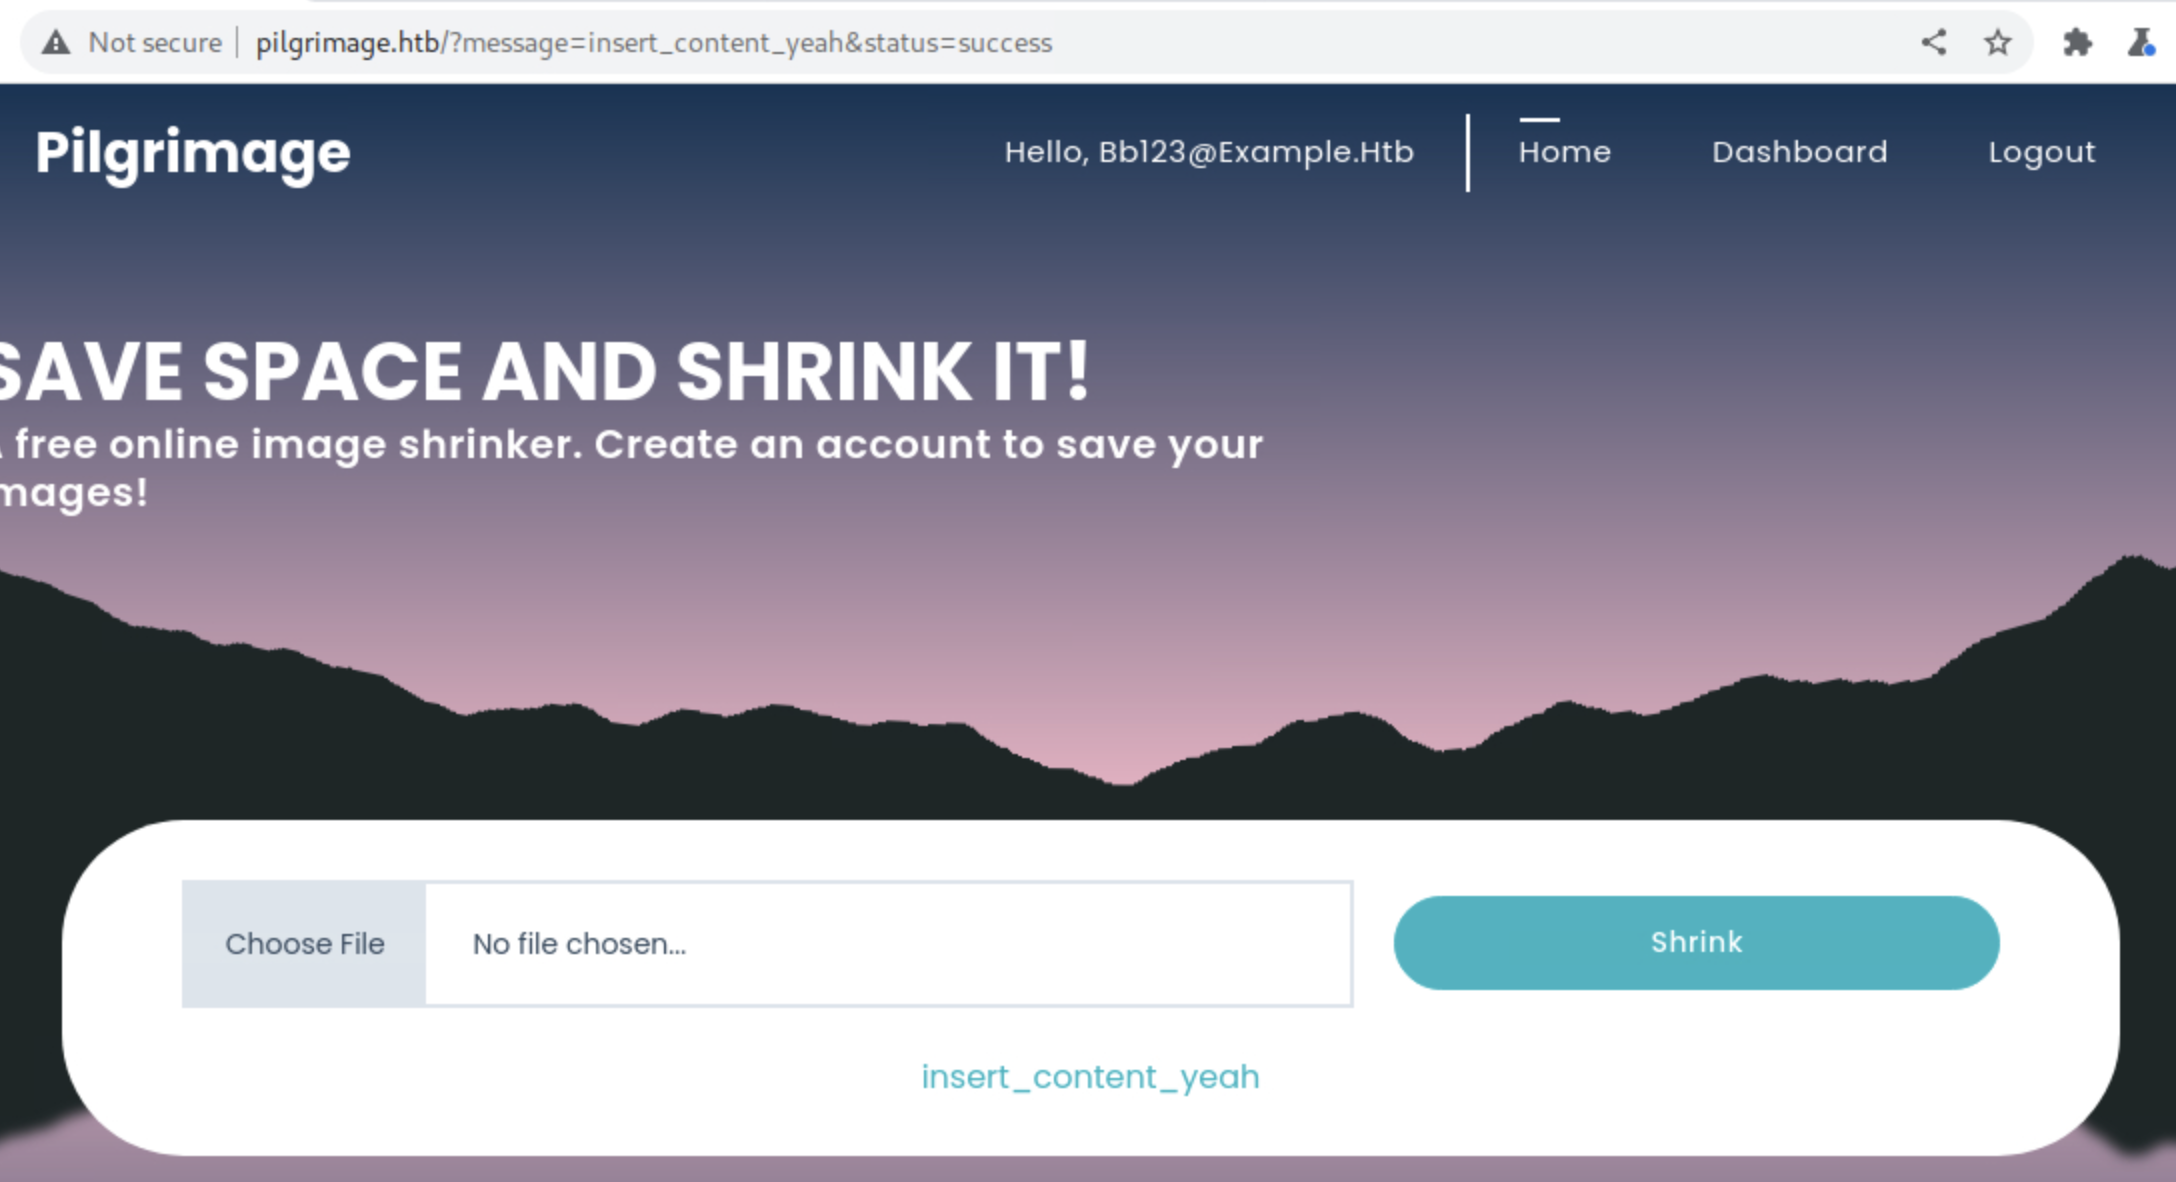 Not secure pilgrimage.htb/?message=insert_content_yeah&status=success
Pilgrimage
Hello, Bb123@Example.Htb
Home
Dashboard
Logout
SAVE SPACE AND SHRINK IT!
free online image shrinker. Create an account to save your
mages!
Choose File
No file chosen...
Shrink
insert_content_yeah